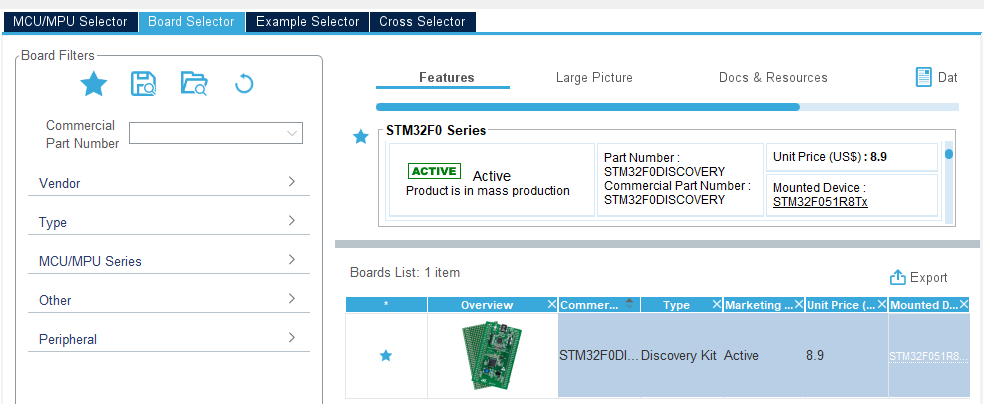 MCU/MPU Selector Board Selector Example Selector Cross Selector
Board Filters
Commercial
Part Number
Vendor
Type
MCU/MPU Series
Other
Peripheral
Features Large Picture Docs & Resources Dat
STM32F0 Series
ACTIVE Active
Product is in mass production
Part Number :
STM32F0DISCOVERY
Commercial Part Number :
STM32F0DISCOVERY
Unit Price (US$) : 8.9
Mounted Device :
STM32F051R8Tx
Boards List: 1 item
Export
* Overview Commer... Type Marketing ... Unit Price (... Mounted D...
STM32F0DI... Discovery Kit Active 8.9 STM32F051R8...